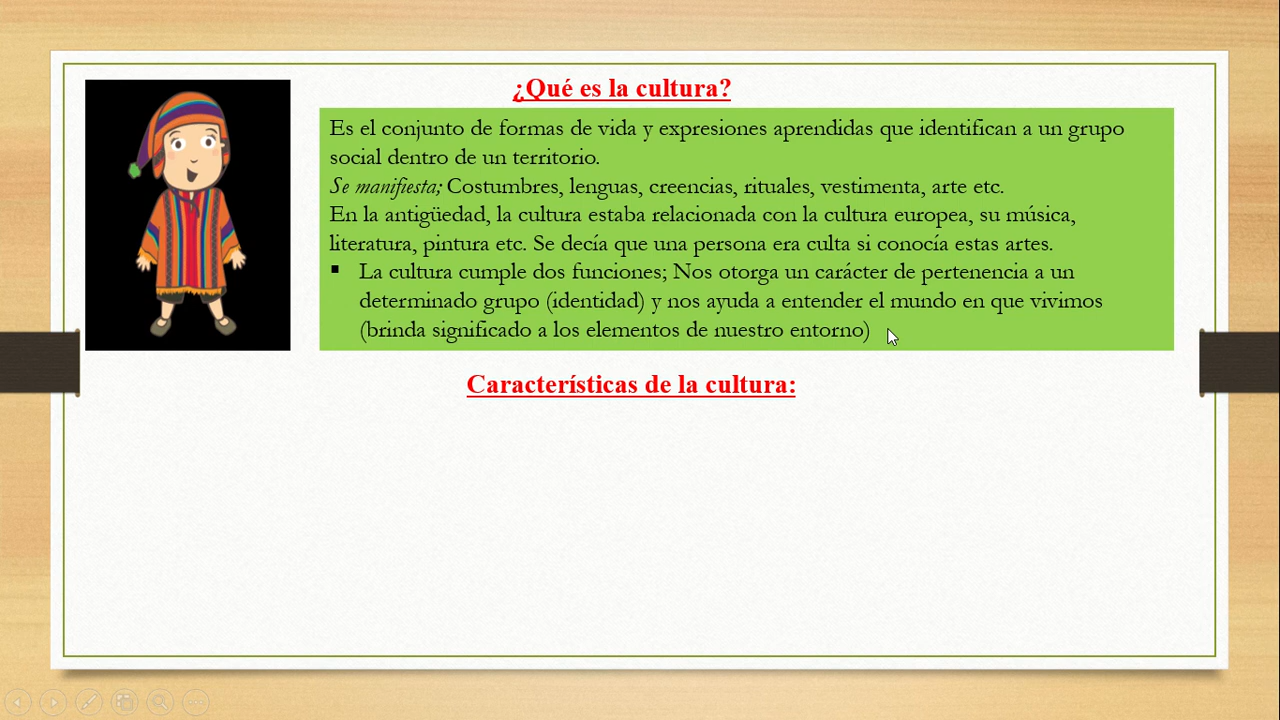 ¿Qué es la cultura?
Es el conjunto de formas de vida y expresiones aprendidas que identifican a un grupo
social dentro de un territorio.
Se manifiesta; Costumbres, lenguas, creencias, rituales, vestimenta, arte etc.
En la antigüedad, la cultura estaba relacionada con la cultura europea, su música,
literatura, pintura etc. Se decía que una persona era culta si conocía estas artes.
▪ La cultura cumple dos funciones; Nos otorga un carácter de pertenencia a un
determinado grupo (identidad) y nos ayuda a entender el mundo en que vivimos
(brinda significado a los elementos de nuestro entorno)
Características de la cultura: